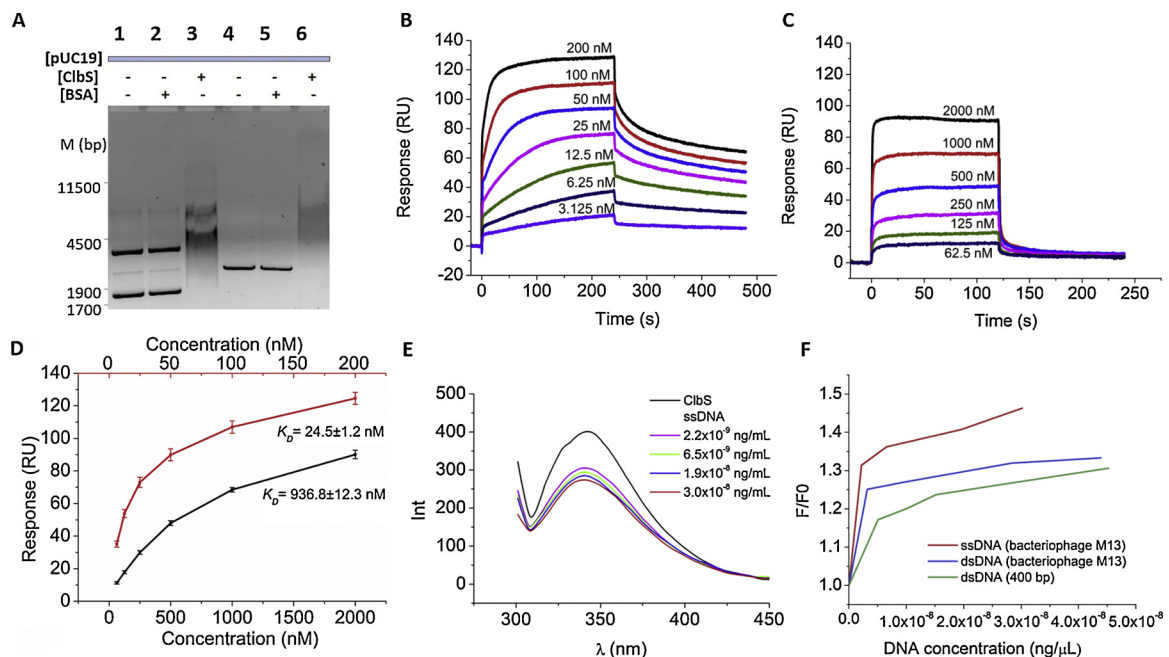 A
1 2 3 4 5 6
[pUC19]
[ClbS] - - + - - +
[BSA] - + - +
M (bp)
11500
4500
1900
1700
B
140
120
100
80
60
40
20
0
-20
Response (RU)
200 nM
100 nM
50 nM
25 nM
12.5 nM
6.25 nM
3.125 nM
0 100 200 300 400 500
Time (s)
C
140
120
100
80
60
40
20
0
Response (RU)
2000 nM
1000 nM
500 nM
250 nM
125 nM
62.5 nM
0 50 100 150 200 250
Time (s)
D
Concentration (nM)
0 50 100 150 200
140
120
100
80
60
40
20
0
Response (RU)
KD= 24.5±1.2 nM
KD= 936.8±12.3 nM
0 500 1000 1500 2000
Concentration (nM)
E
500
400
300
200
100
0
Int
ClbS
ssDNA
2.2x10-9 ng/mL
6.5x10-9 ng/mL
1.9x10-8 ng/mL
3.0x10-8 ng/mL
300 350 400 450
λ (nm)
F
1.5
1.4
1.3
1.2
1.1
1.0
F/F0
ssDNA (bacteriophage M13)
dsDNA (bacteriophage M13)
dsDNA (400 bp)
0.0 1.0x10-8 2.0x10-8 3.0x10-8 4.0x10-8 5.0x10-8
DNA concentration (ng/µL)